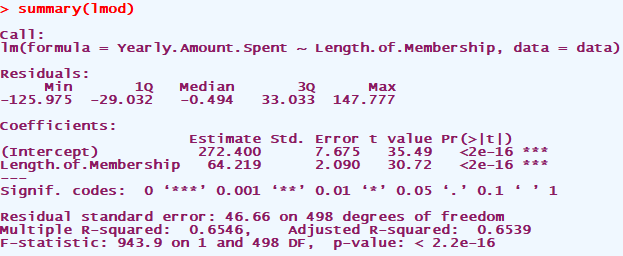 > summary(lmod)
Call:
lm(formula = Yearly.Amount.Spent ~ Length.of.Membership, data = data)
Residuals:
Min 1Q Median 3Q Max
-125.975 -29.032 -0.494 33.033 147.777
Coefficients:
Estimate Std. Error t value Pr(>|t|)
(Intercept) 272.400 7.675 35.49 <2e-16 ***
Length.of.Membership 64.219 2.090 30.72 <2e-16 ***
---
Signif. codes: 0 ‘***’ 0.001 ‘**’ 0.01 ‘*’ 0.05 ‘.’ 0.1 ‘ ’ 1
Residual standard error: 46.66 on 498 degrees of freedom
Multiple R-squared: 0.6546, Adjusted R-squared: 0.6539
F-statistic: 943.9 on 1 and 498 DF, p-value: < 2.2e-16